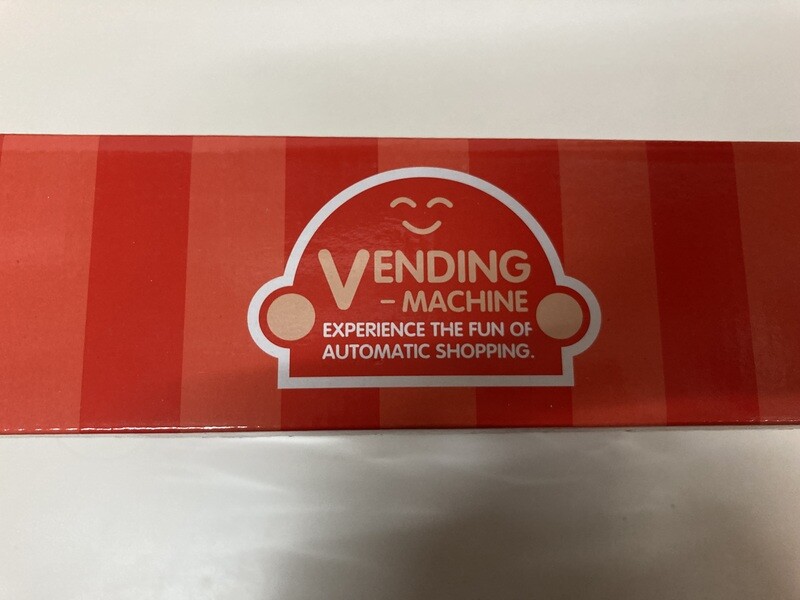 VENDING
– MACHINE
EXPERIENCE THE FUN OF
AUTOMATIC SHOPPING.